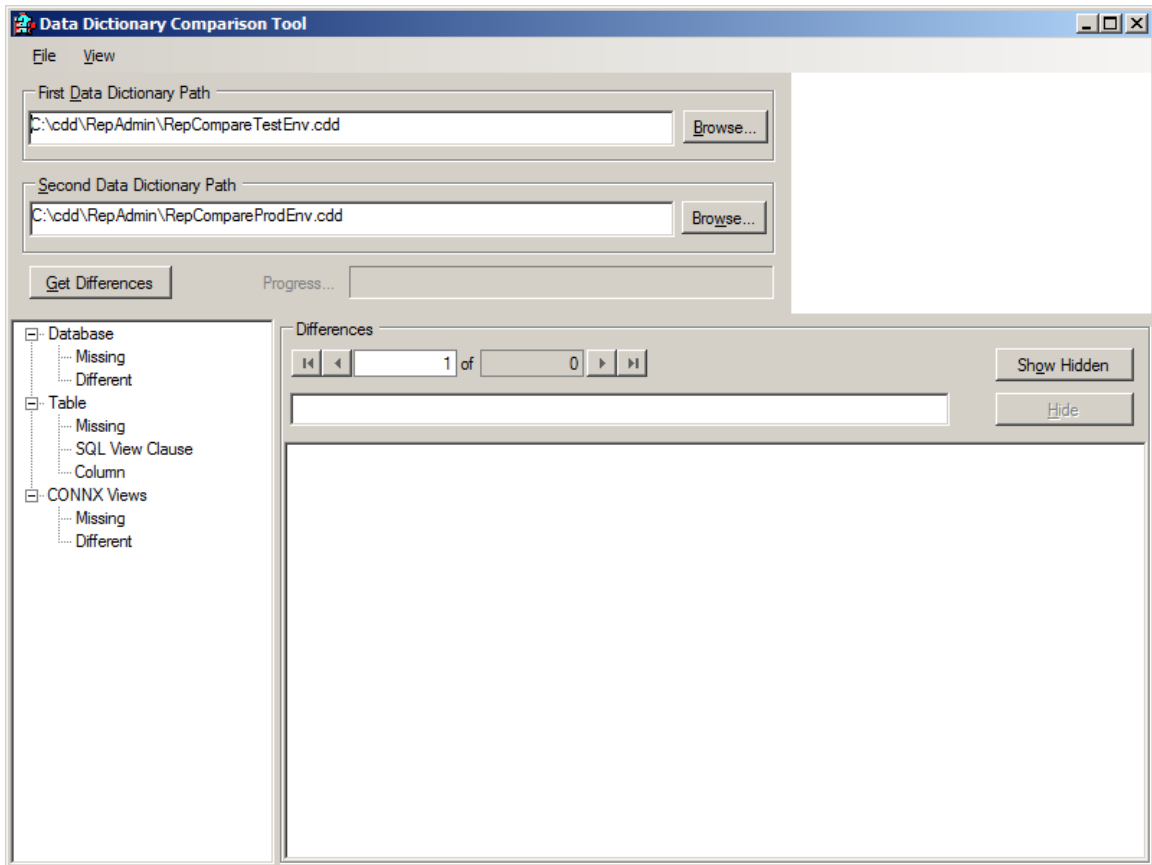 Data Dictionary Comparison Tool
File View
First Data Dictionary Path
C:\cdd\RepAdmin\RepCompareTestEnv.cdd
Browse...
Second Data Dictionary Path
C:\cdd\RepAdmin\RepCompareProdEnv.cdd
Browse...
Get Differences Progress...
Database
Missing
Different
Table
Missing
SQL View Clause
Column
CONNX Views
Missing
Different
Differences
1 of 0
Show Hidden
Hide